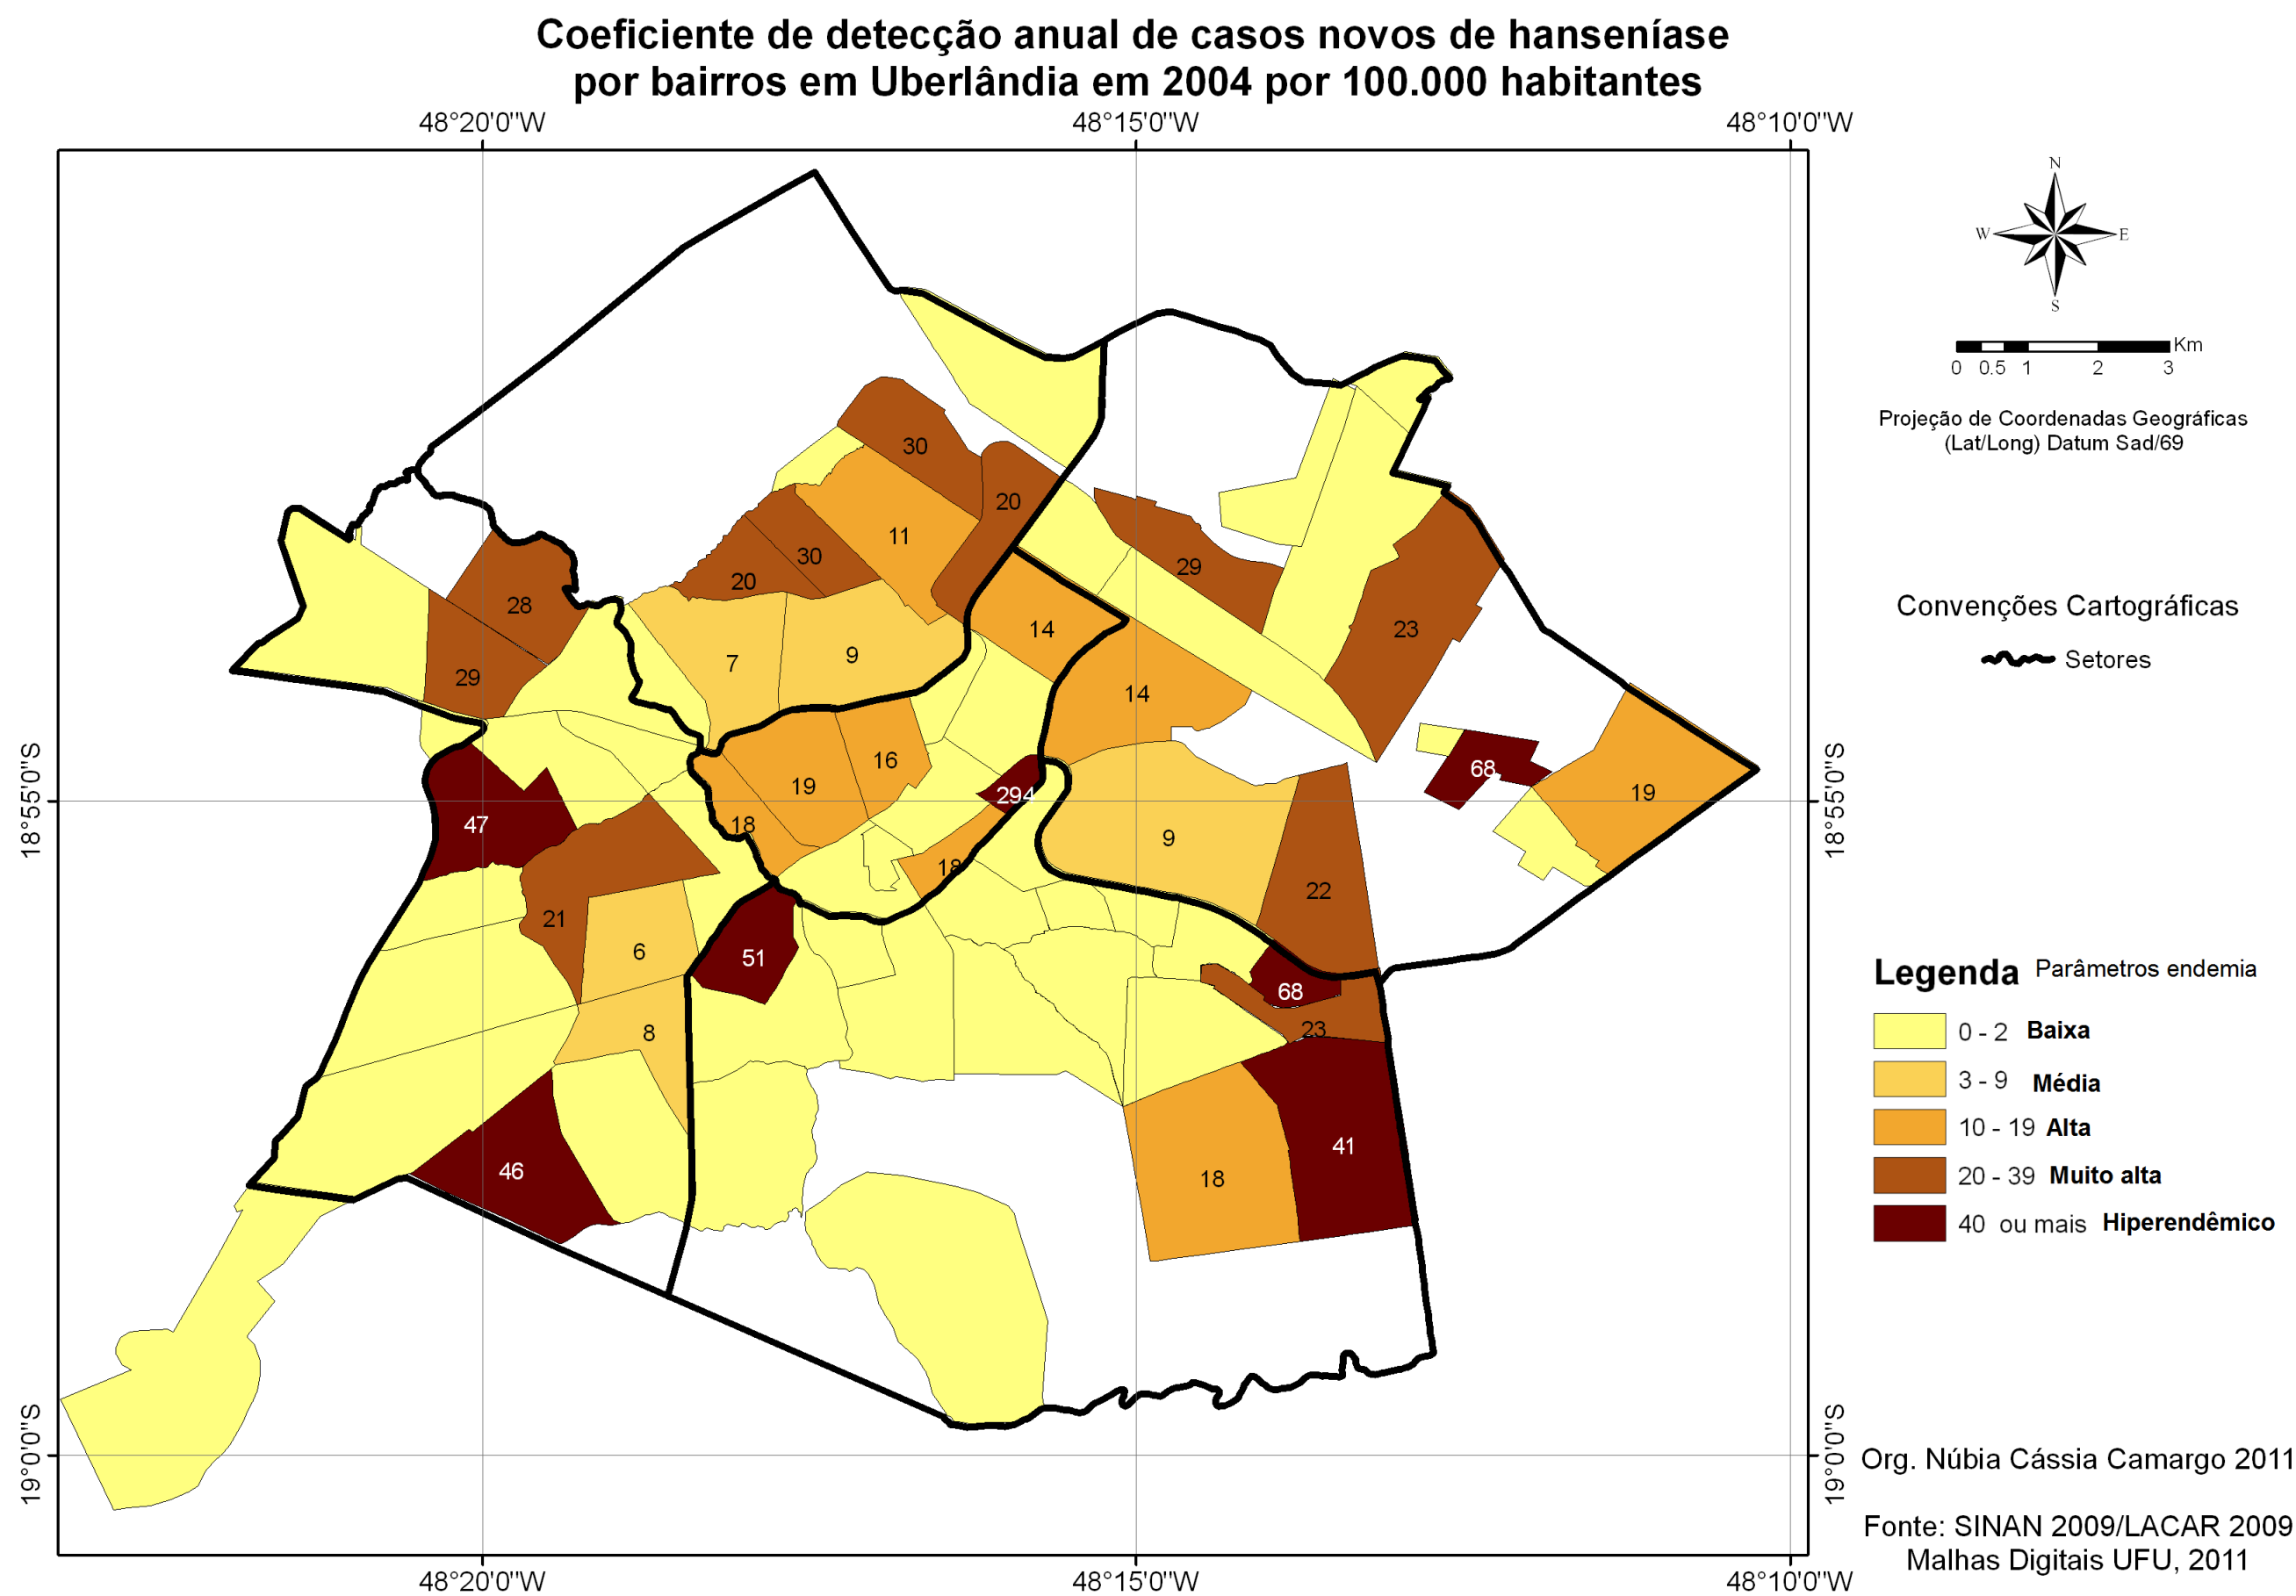 Coeficiente de detecção anual de casos novos de hanseníase
por bairros em Uberlândia em 2004 por 100.000 habitantes
48°20'0"W
48°15'0"W
48°10'0"W
30
20
11
30
20
29
28
29
14
23
7
9
14
16
19
68
19
294
18
47
9
18
22
21
6
51
68
8
23
46
18
41
18°55'0"S
18°55'0"S
19°0'0"S
19°0'0"S
48°20'0"W
48°15'0"W
48°10'0"W
N
W
E
S
Km
0 0.5 1 2 3
Projeção de Coordenadas Geográficas
(Lat/Long) Datum Sad/69
Convenções Cartográficas
Setores
Legenda Parâmetros endemia
0 - 2 Baixa
3 - 9 Média
10 - 19 Alta
20 - 39 Muito alta
40 ou mais Hiperendêmico
Org. Núbia Cássia Camargo 2011
Fonte: SINAN 2009/LACAR 2009
Malhas Digitais UFU, 2011